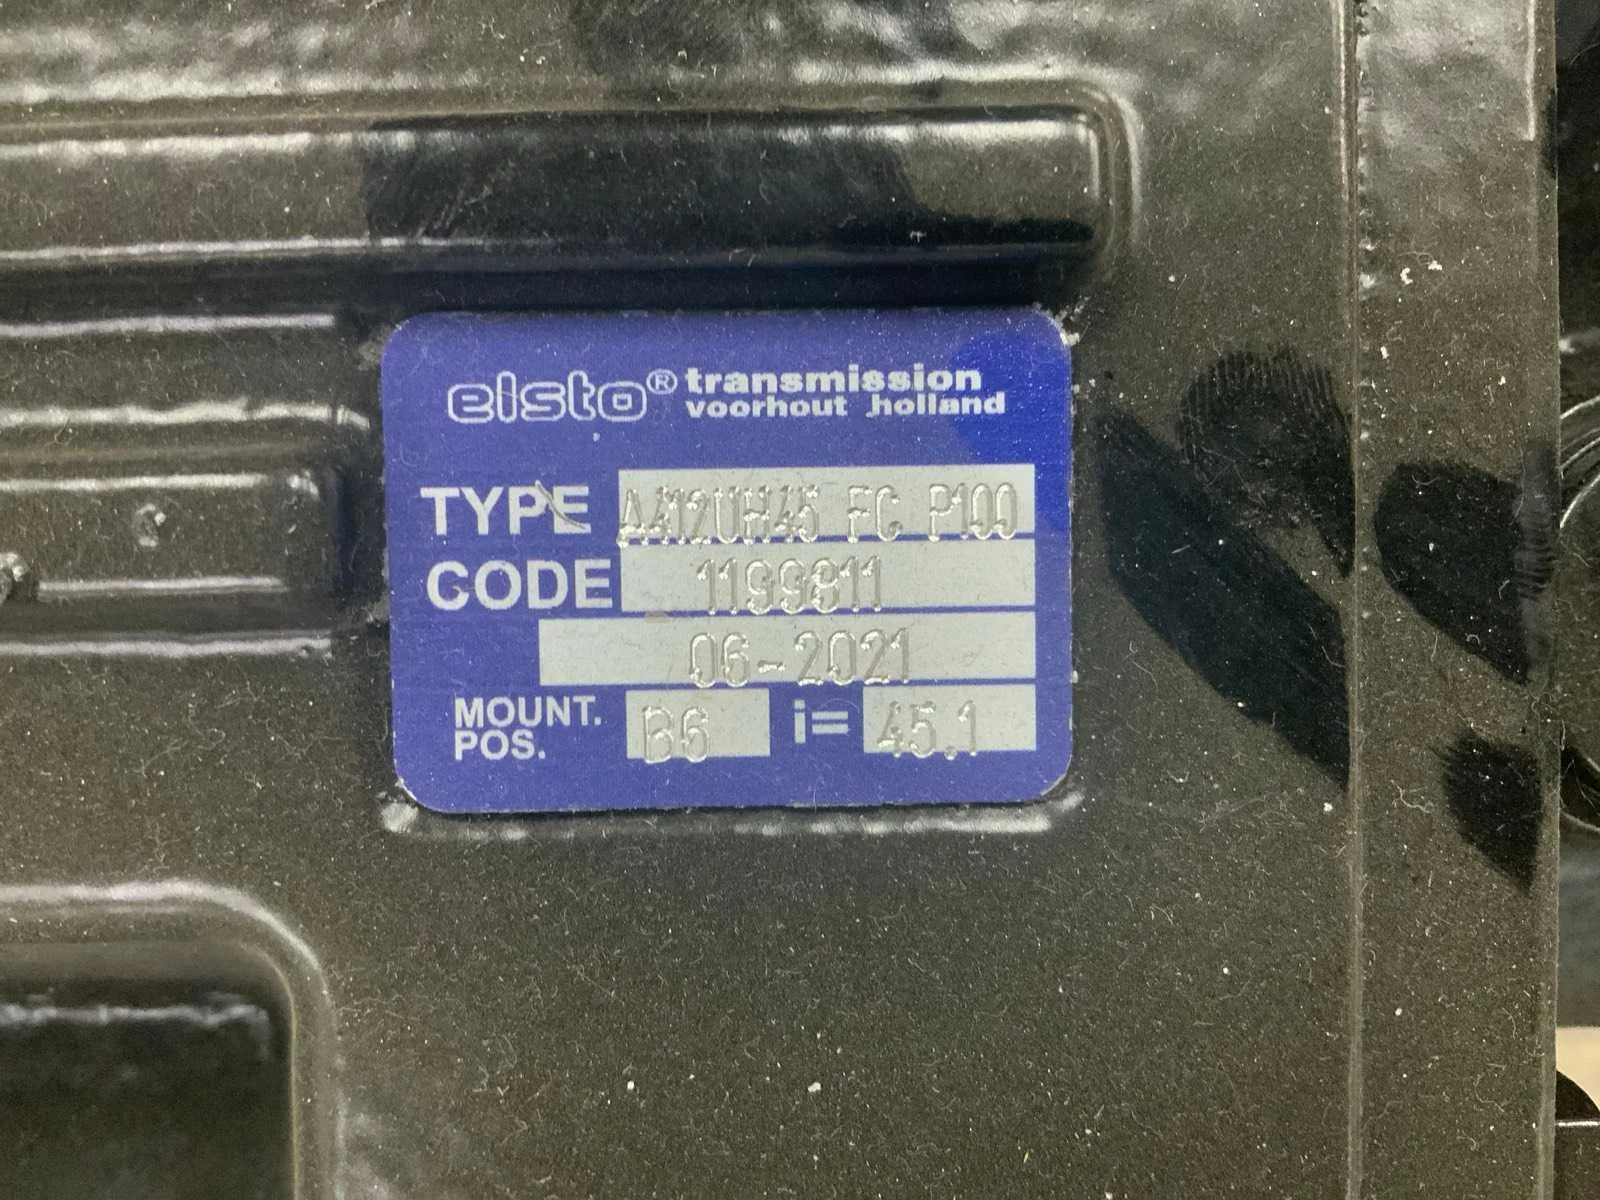 elsto® transmission
voorhout holland
TYPE A412UH45 FC P100
CODE 1199811
06-2021
MOUNT. POS. B6 i= 45.1